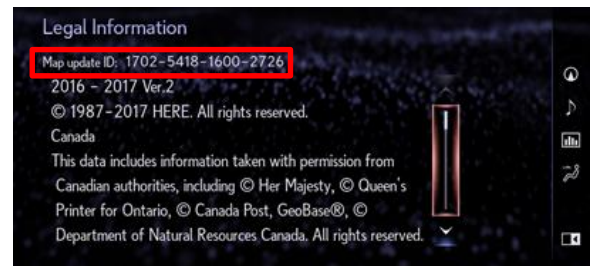 Legal Information
Map update ID: 1702-5418-1600-2726
2016 - 2017 Ver.2
© 1987-2017 HERE. All rights reserved.
Canada
This data includes information taken with permission from
Canadian authorities, including © Her Majesty, © Queen's
Printer for Ontario, © Canada Post, GeoBase®, ©
Department of Natural Resources Canada. All rights reserved.